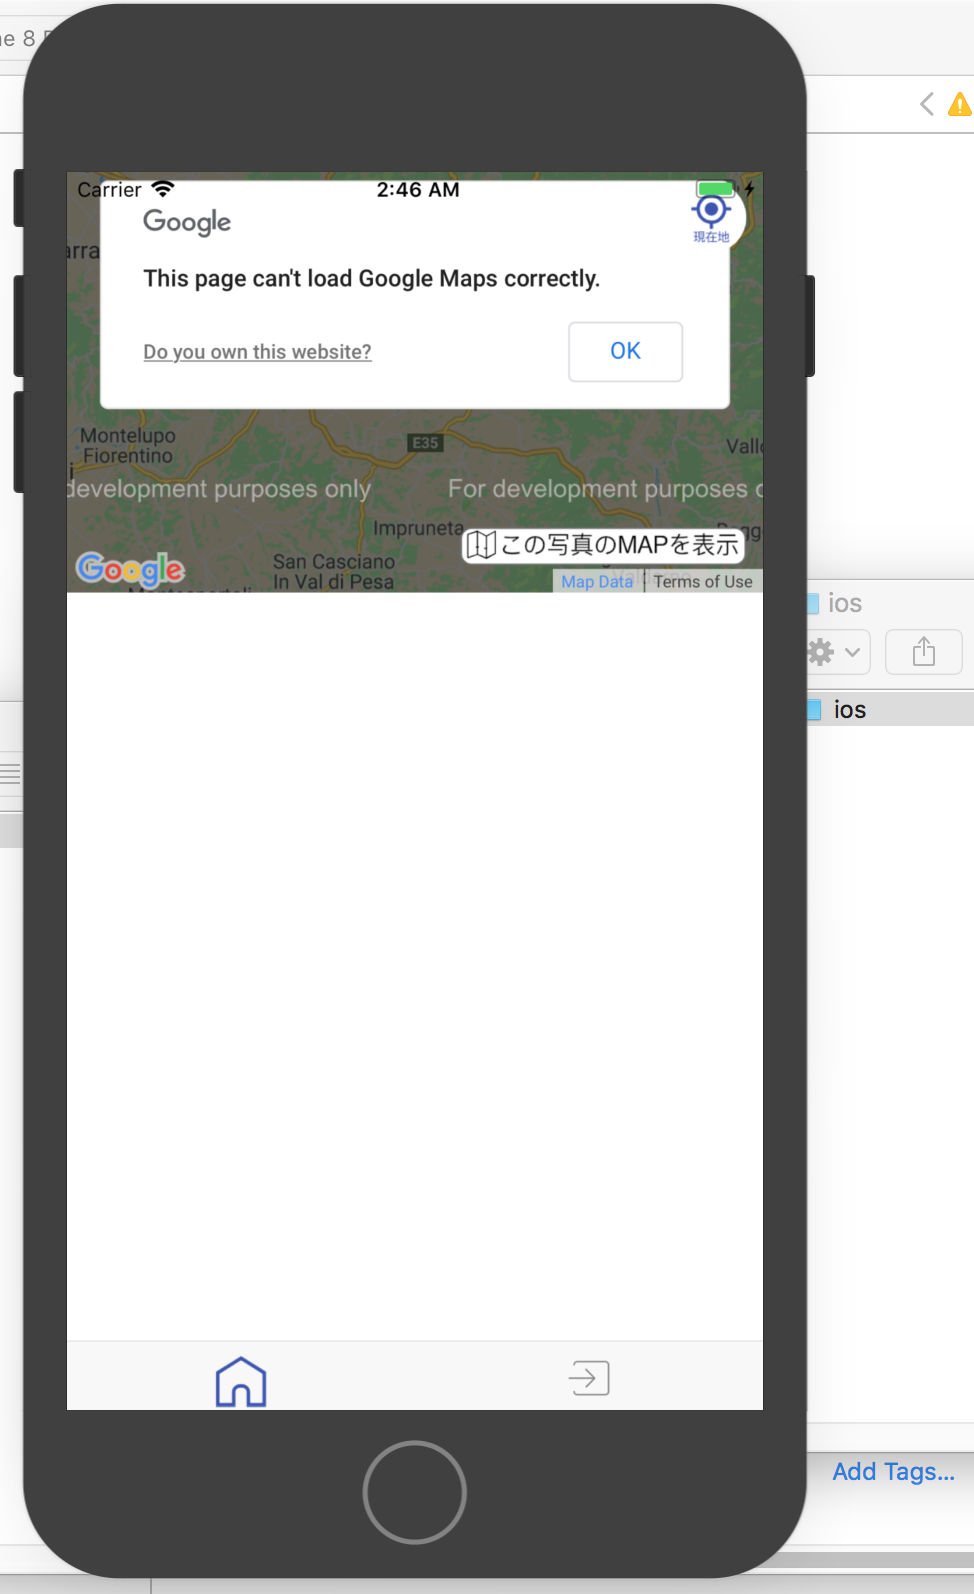 ne 8
Carrier
2:46 AM
Google
現在地
arra
This page can't load Google Maps correctly.
Do you own this website?
OK
Montelupo
Fiorentino
E35
development purposes only
For development purposes
Impruneta
この写真のMAPを表示
San Casciano
In Val di Pesa
Google
Map Data
Terms of Use
ios
ios
Add Tags...